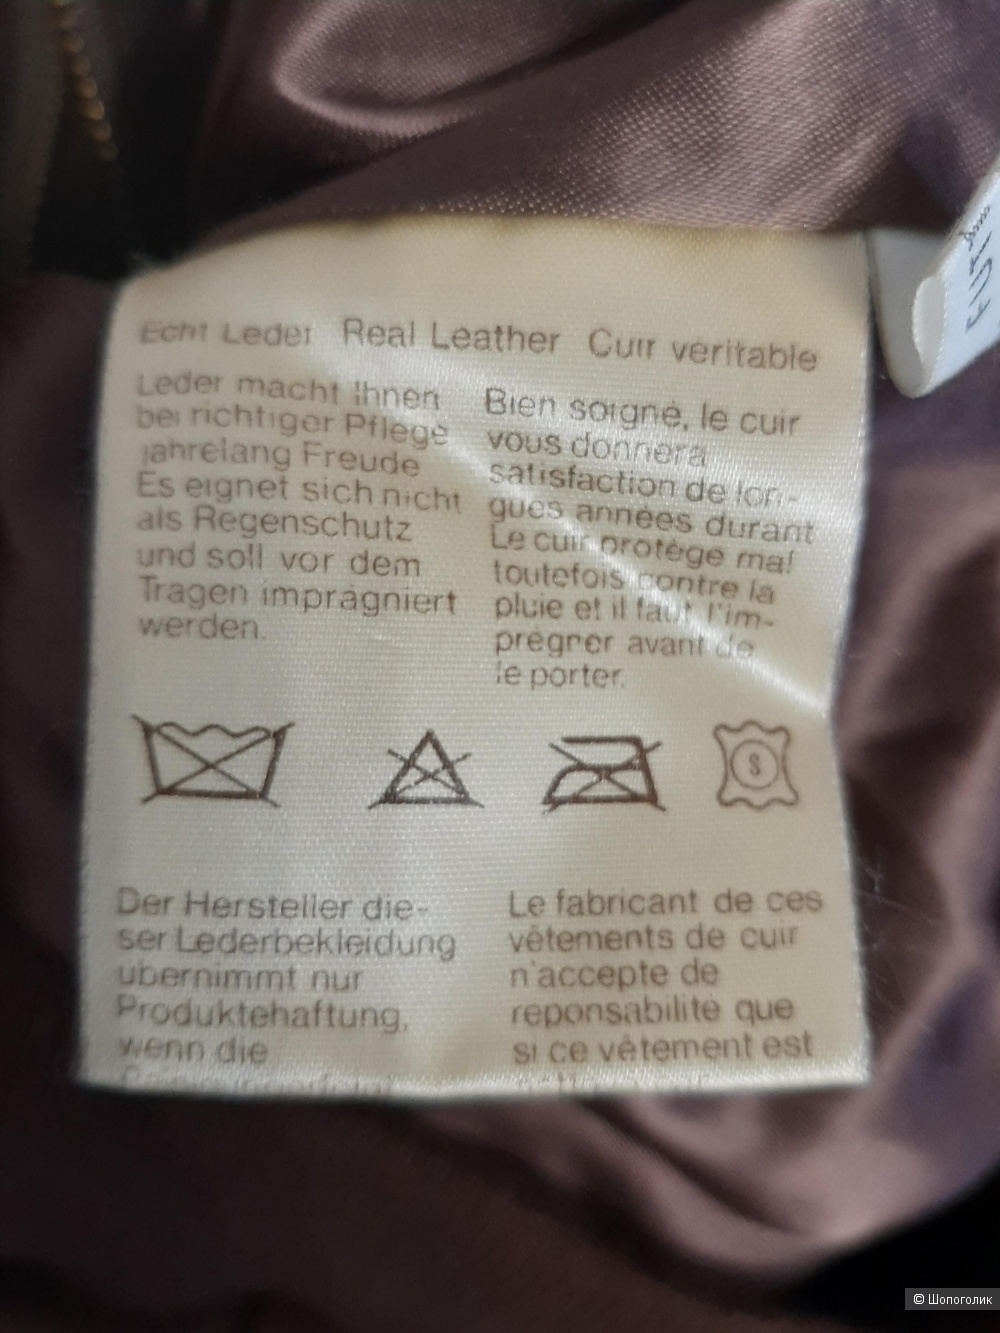 Echt Leder Real Leather Cuir véritable
Leder macht Ihnen
bei richtiger Pflege
jahrelang Freude
Es eignet sich nicht
als Regenschutz
und soll vor dem
Tragen imprägniert
werden.
Bien soigné, le cuir
vous donnera
satisfaction de lon-
gues années durant
Le cuir protège mal
toutefois contre la
pluie et il faut l'im-
prégner avant de
le porter.
S
Der Hersteller die-
ser Lederbekleidung
übernimmt nur
Produktehaftung,
wenn die
Le fabricant de ces
vêtements de cuir
n'accepte de
reponsabilité que
si ce vêtement est
© Шопоголик